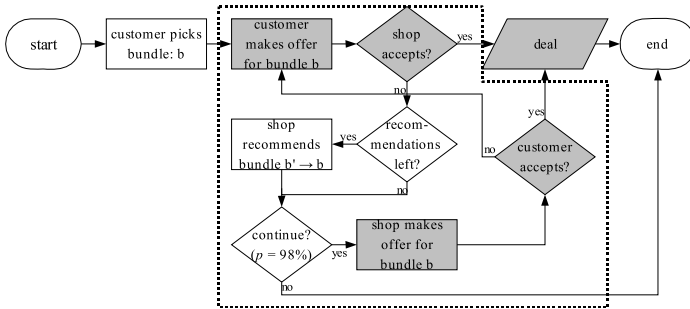 start
customer picks
bundle: b
customer
makes offer
for bundle b
shop
accepts?
yes
deal
end
no
shop
recommends
bundle b' → b
yes
recom-
mendations
left?
no
yes
no
customer
accepts?
continue?
(p = 98%)
yes
shop makes
offer for
bundle b
no